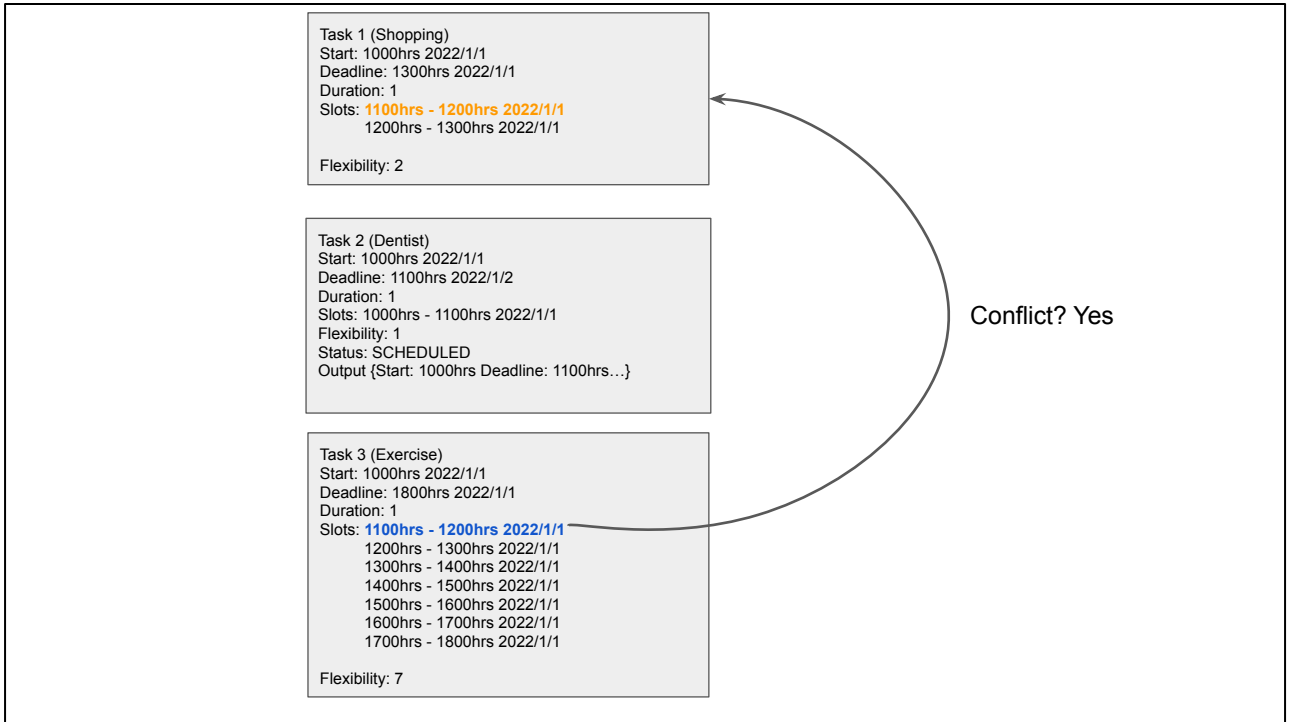 Task 1 (Shopping)
Start: 1000hrs 2022/1/1
Deadline: 1300hrs 2022/1/1
Duration: 1
Slots: 1100hrs - 1200hrs 2022/1/1
1200hrs - 1300hrs 2022/1/1
Flexibility: 2
Task 2 (Dentist)
Start: 1000hrs 2022/1/1
Deadline: 1100hrs 2022/1/2
Duration: 1
Slots: 1000hrs - 1100hrs 2022/1/1
Flexibility: 1
Status: SCHEDULED
Output {Start: 1000hrs Deadline: 1100hrs…}
Conflict? Yes
Task 3 (Exercise)
Start: 1000hrs 2022/1/1
Deadline: 1800hrs 2022/1/1
Duration: 1
Slots: 1100hrs - 1200hrs 2022/1/1
1200hrs - 1300hrs 2022/1/1
1300hrs - 1400hrs 2022/1/1
1400hrs - 1500hrs 2022/1/1
1500hrs - 1600hrs 2022/1/1
1600hrs - 1700hrs 2022/1/1
1700hrs - 1800hrs 2022/1/1
Flexibility: 7